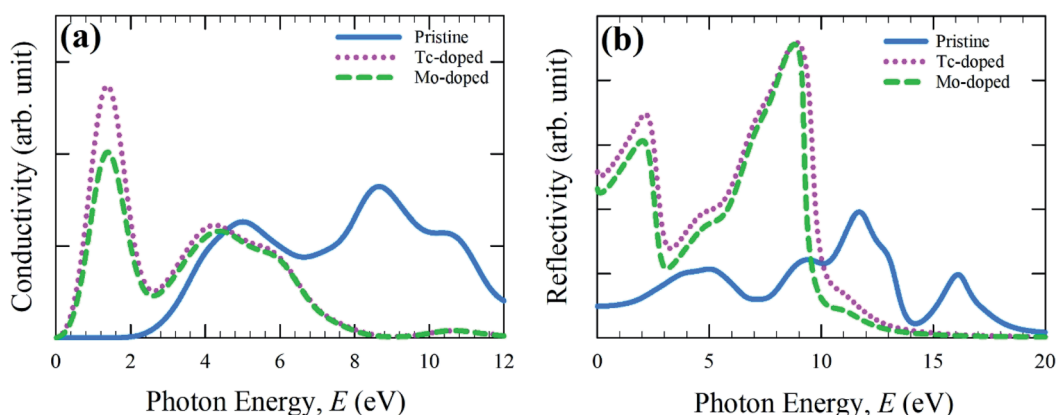 (a)
Pristine
Tc-doped
Mo-doped
Conductivity (arb. unit)
0 2 4 6 8 10 12
Photon Energy, E (eV)
(b)
Pristine
Tc-doped
Mo-doped
Reflectivity (arb. unit)
0 5 10 15 20
Photon Energy, E (eV)